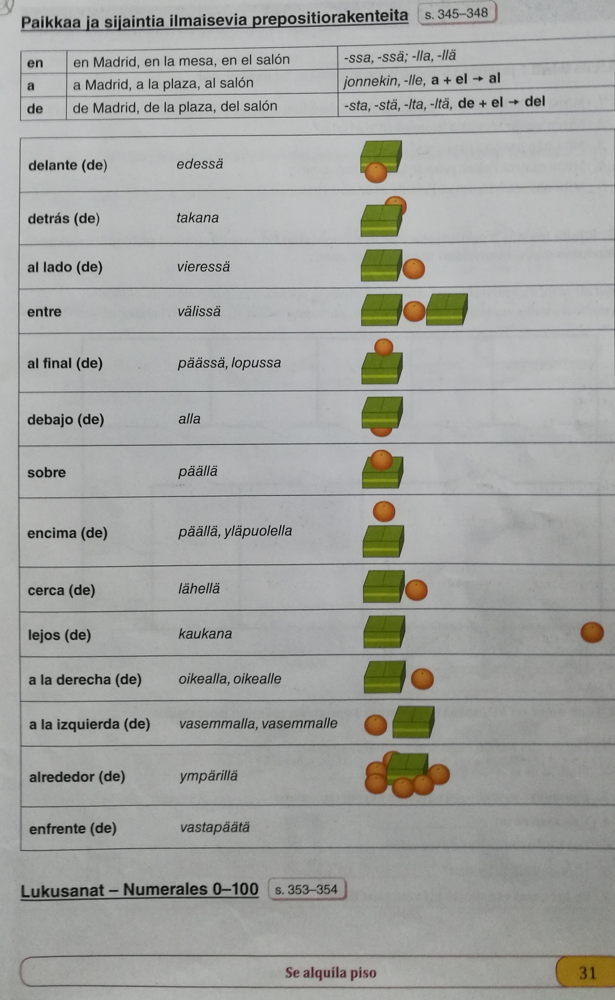 Paikkaa ja sijaintia ilmaisevia prepositiorakenteita s. 345–348
en en Madrid, en la mesa, en el salón -ssa, -ssä; -lla, -llä
a a Madrid, a la plaza, al salón jonnekin, -lle, a + el → al
de de Madrid, de la plaza, del salón -sta, -stä, -lta, -ltä, de + el → del
delante (de) edessä
detrás (de) takana
al lado (de) vieressä
entre välissä
al final (de) päässä, lopussa
debajo (de) alla
sobre päällä
encima (de) päällä, yläpuolella
cerca (de) lähellä
lejos (de) kaukana
a la derecha (de) oikealla, oikealle
a la izquierda (de) vasemmalla, vasemmalle
alrededor (de) ympärillä
enfrente (de) vastapäätä
Lukusanat – Numerales 0–100 s. 353–354
Se alquila piso 31